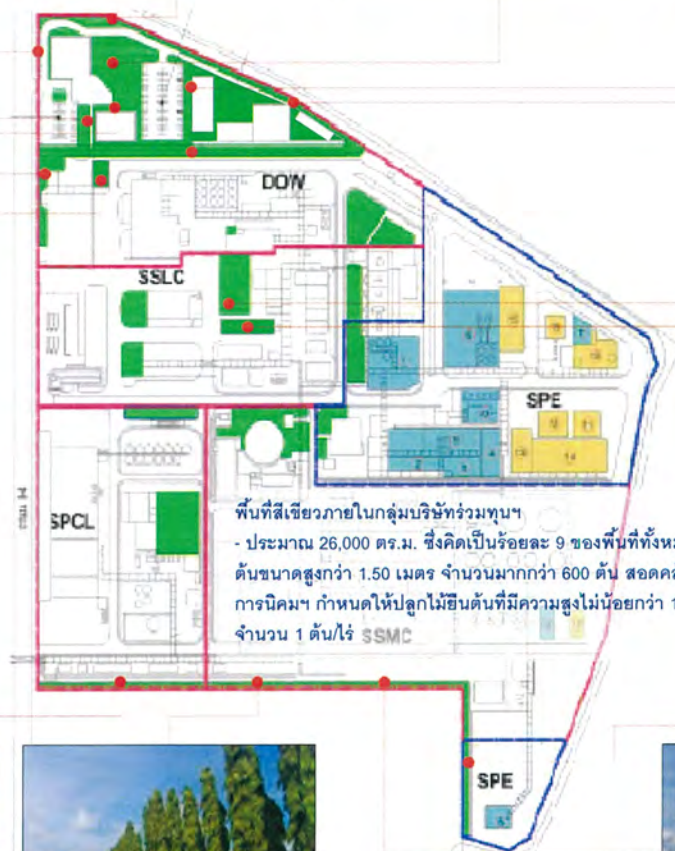 DOW
SSLC
SPE
SPCL
พื้นที่สีเขียวภายในกลุ่มบริษัทร่วมทุนฯ
- ประมาณ 26,000 ตร.ม. ซึ่งคิดเป็นร้อยละ 9 ของพื้นที่ทั้งหม
ต้นขนาดสูงกว่า 1.50 เมตร จำนวนมากกว่า 600 ต้น สอดคล
การนิคมฯ กำหนดให้ปลูกไม้ยืนต้นที่มีความสูงไม่น้อยกว่า 1
จำนวน 1 ต้น/ไร่ SSMC
SPE